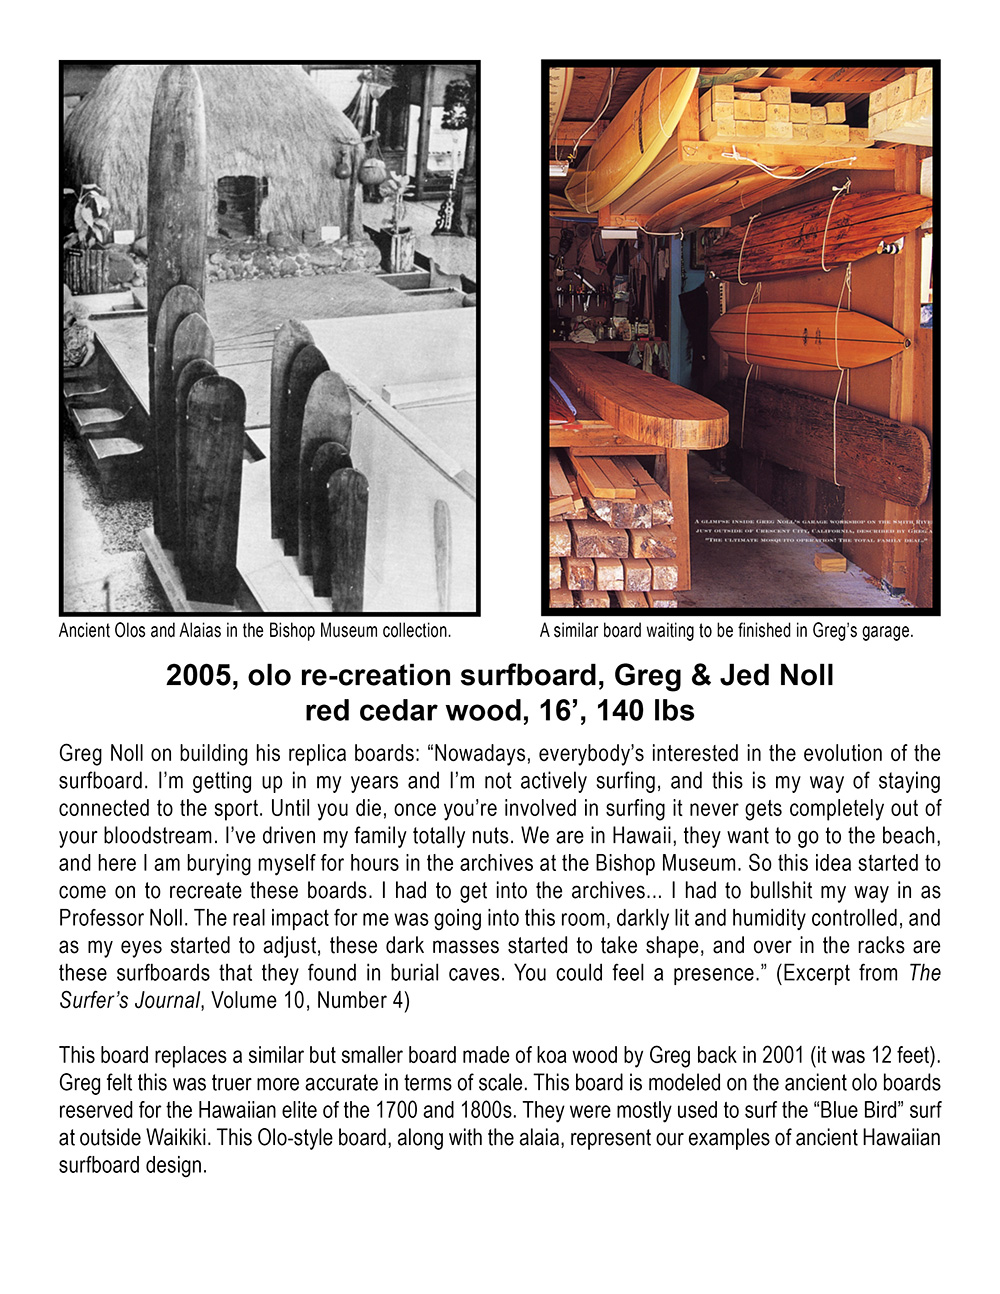 A GLIMPSE INSIDE GREG NOLL'S GARAGE WORKSHOP ON THE SMITH RIVE
JUST OUTSIDE OF CRESCENT CITY, CALIFORNIA, DESCRIBED BY GREG A
"THE ULTIMATE MOSQUITO OPERATION! THE TOTAL FAMILY DEAL."
Ancient Olos and Alaias in the Bishop Museum collection.
A similar board waiting to be finished in Greg's garage.
2005, olo re-creation surfboard, Greg & Jed Noll
red cedar wood, 16’, 140 lbs
Greg Noll on building his replica boards: “Nowadays, everybody’s interested in the evolution of the
surfboard. I’m getting up in my years and I’m not actively surfing, and this is my way of staying
connected to the sport. Until you die, once you’re involved in surfing it never gets completely out of
your bloodstream. I’ve driven my family totally nuts. We are in Hawaii, they want to go to the beach,
and here I am burying myself for hours in the archives at the Bishop Museum. So this idea started to
come on to recreate these boards. I had to get into the archives... I had to bullshit my way in as
Professor Noll. The real impact for me was going into this room, darkly lit and humidity controlled, and
as my eyes started to adjust, these dark masses started to take shape, and over in the racks are
these surfboards that they found in burial caves. You could feel a presence.” (Excerpt from The
Surfer’s Journal, Volume 10, Number 4)
This board replaces a similar but smaller board made of koa wood by Greg back in 2001 (it was 12 feet).
Greg felt this was truer more accurate in terms of scale. This board is modeled on the ancient olo boards
reserved for the Hawaiian elite of the 1700 and 1800s. They were mostly used to surf the “Blue Bird” surf
at outside Waikiki. This Olo-style board, along with the alaia, represent our examples of ancient Hawaiian
surfboard design.